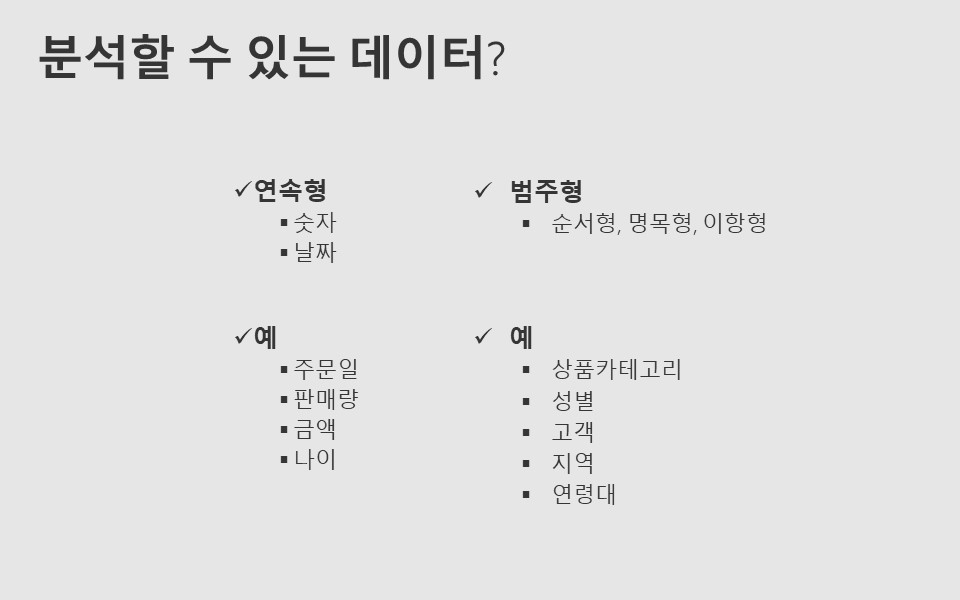 분석할 수 있는 데이터?
✓연속형
▪숫자
▪날짜
✓예
▪주문일
▪판매량
▪금액
▪나이
✓ 범주형
▪ 순서형, 명목형, 이항형
✓ 예
▪ 상품카테고리
▪ 성별
▪ 고객
▪ 지역
▪ 연령대